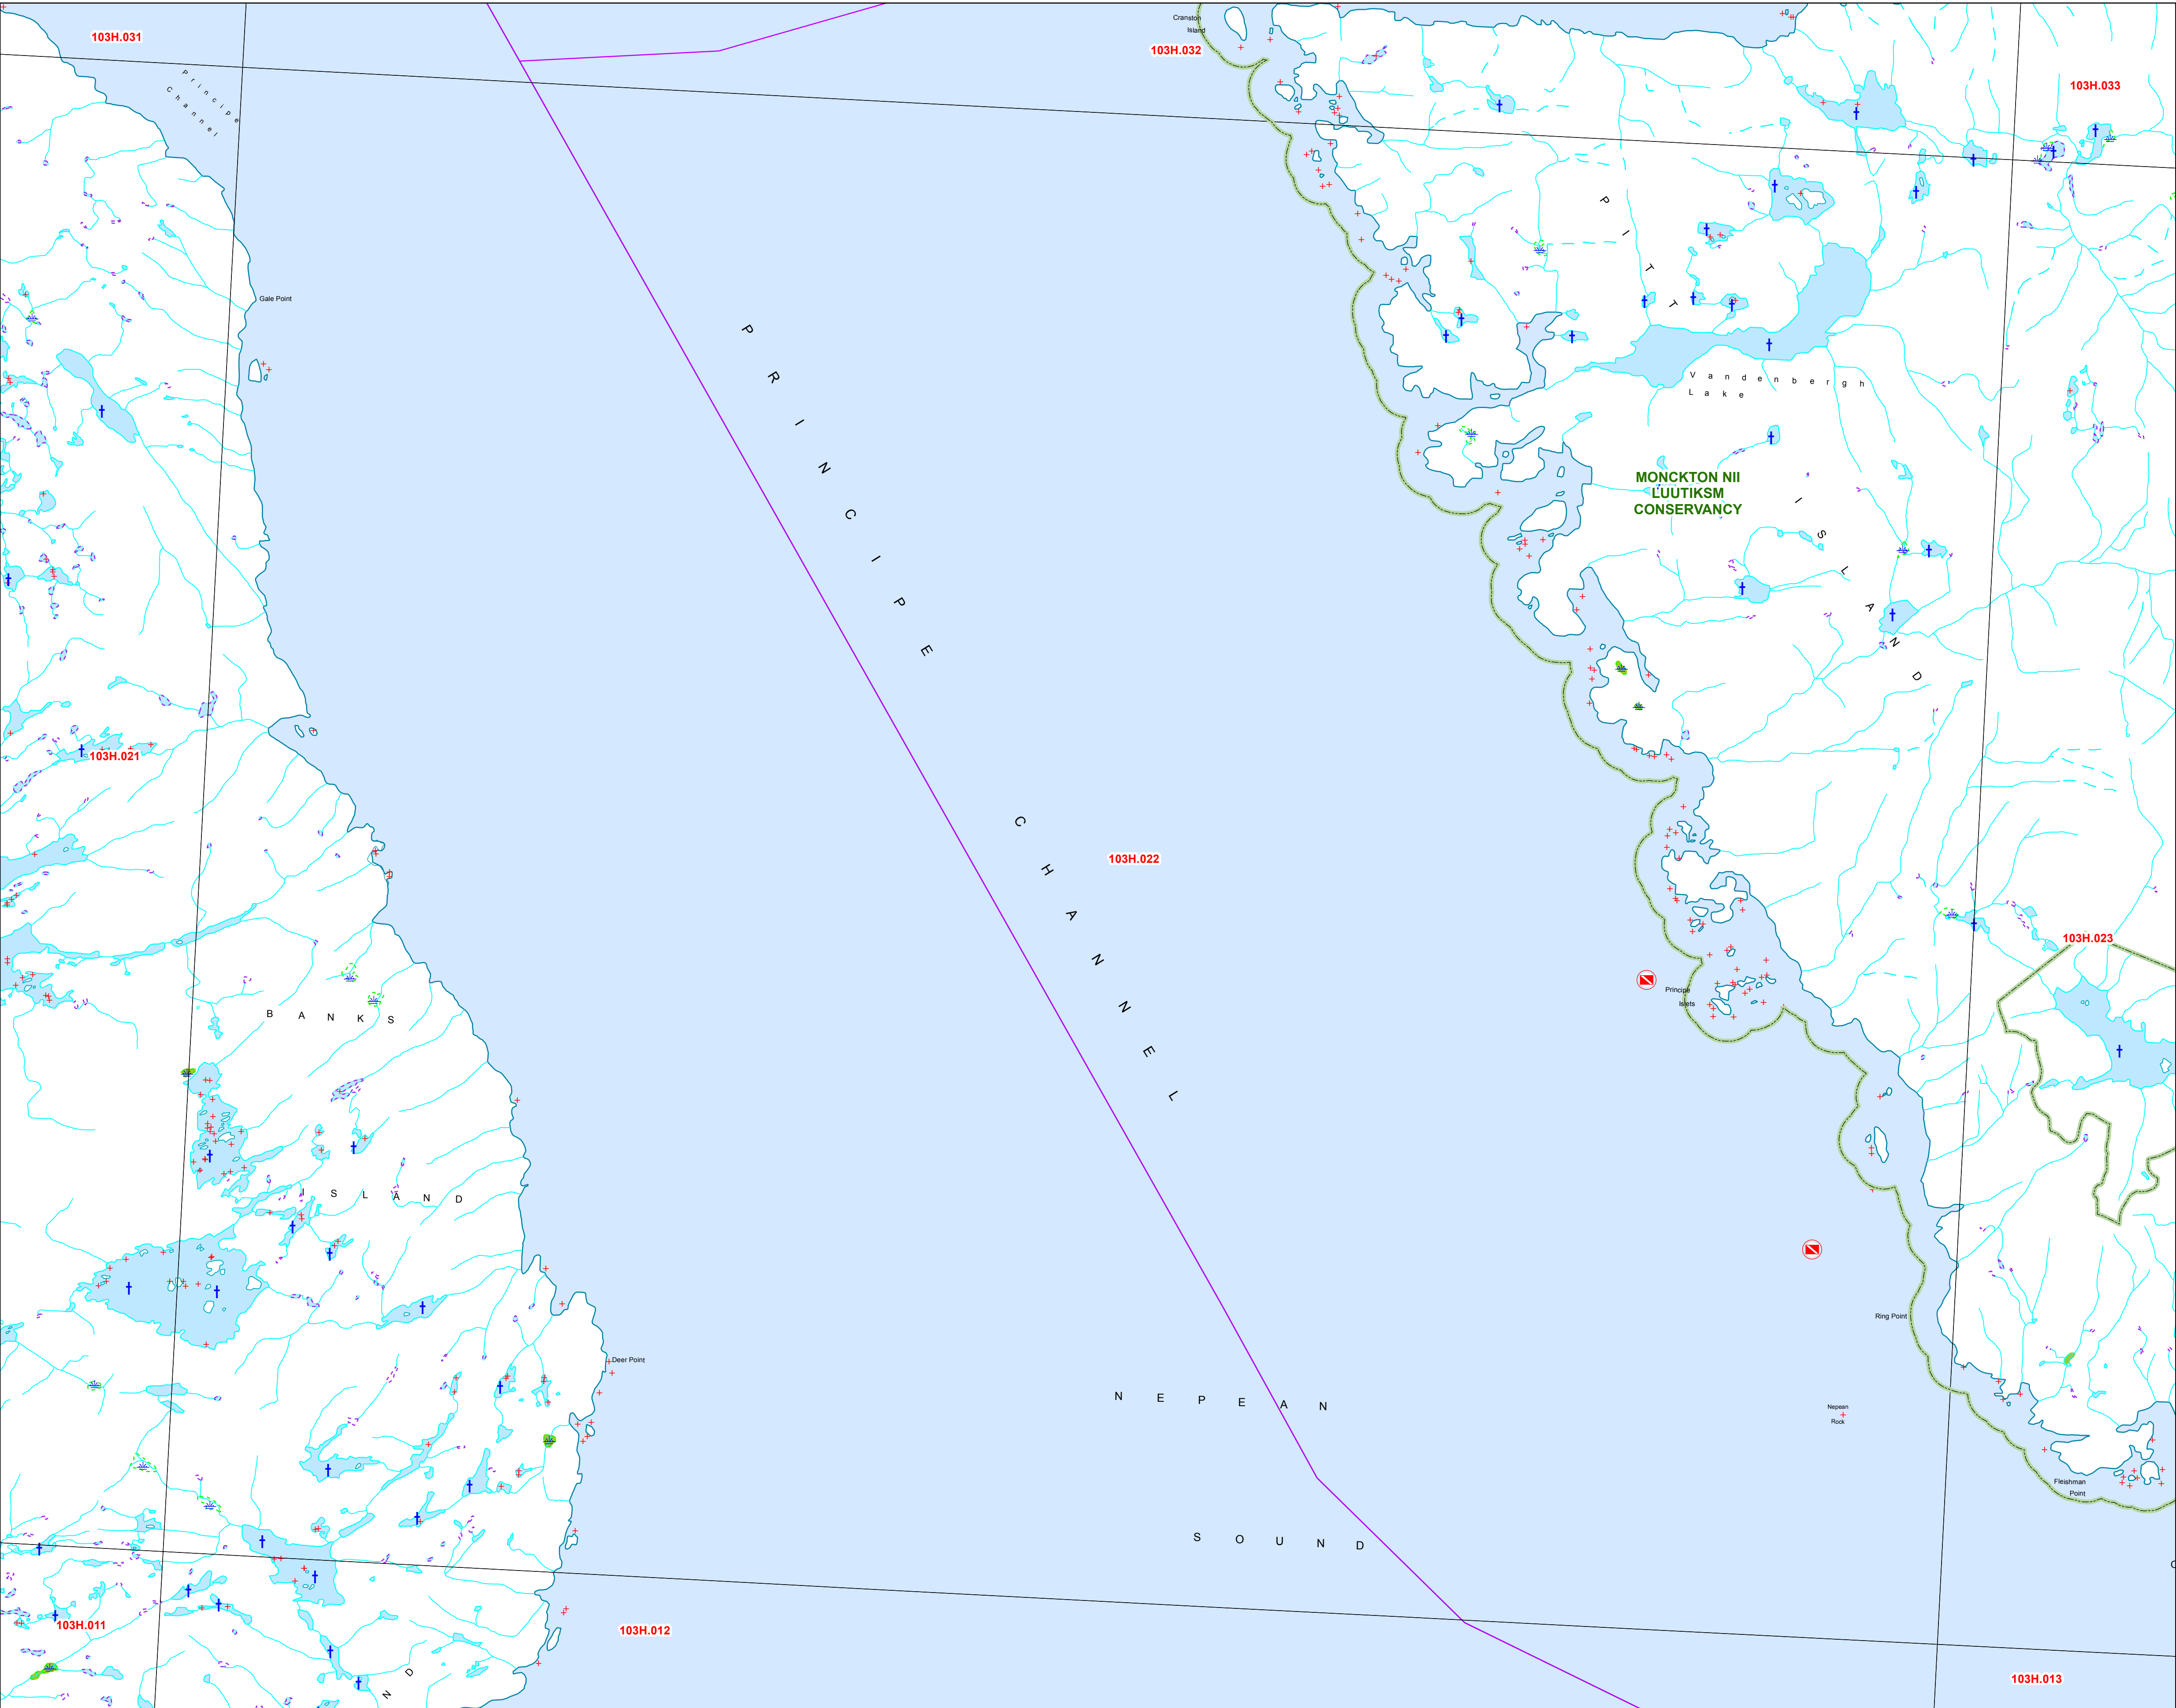 Cranston
Island
103H.031
103H.032
103H.033
Principe
Channel
PITT
Gale Point
PRINCIPE
Vandenbergh
Lake
MONCKTON NII
LUUTIKSM
CONSERVANCY
ISLAND
103H.021
CHANNEL
103H.022
103H.023
Principe
Islets
BANKS
ISLAND
Ring Point
Deer Point
NEPEAN
Nepean
Rock
Fleishman
Point
SOUND
103H.011
103H.012
ND
103H.013